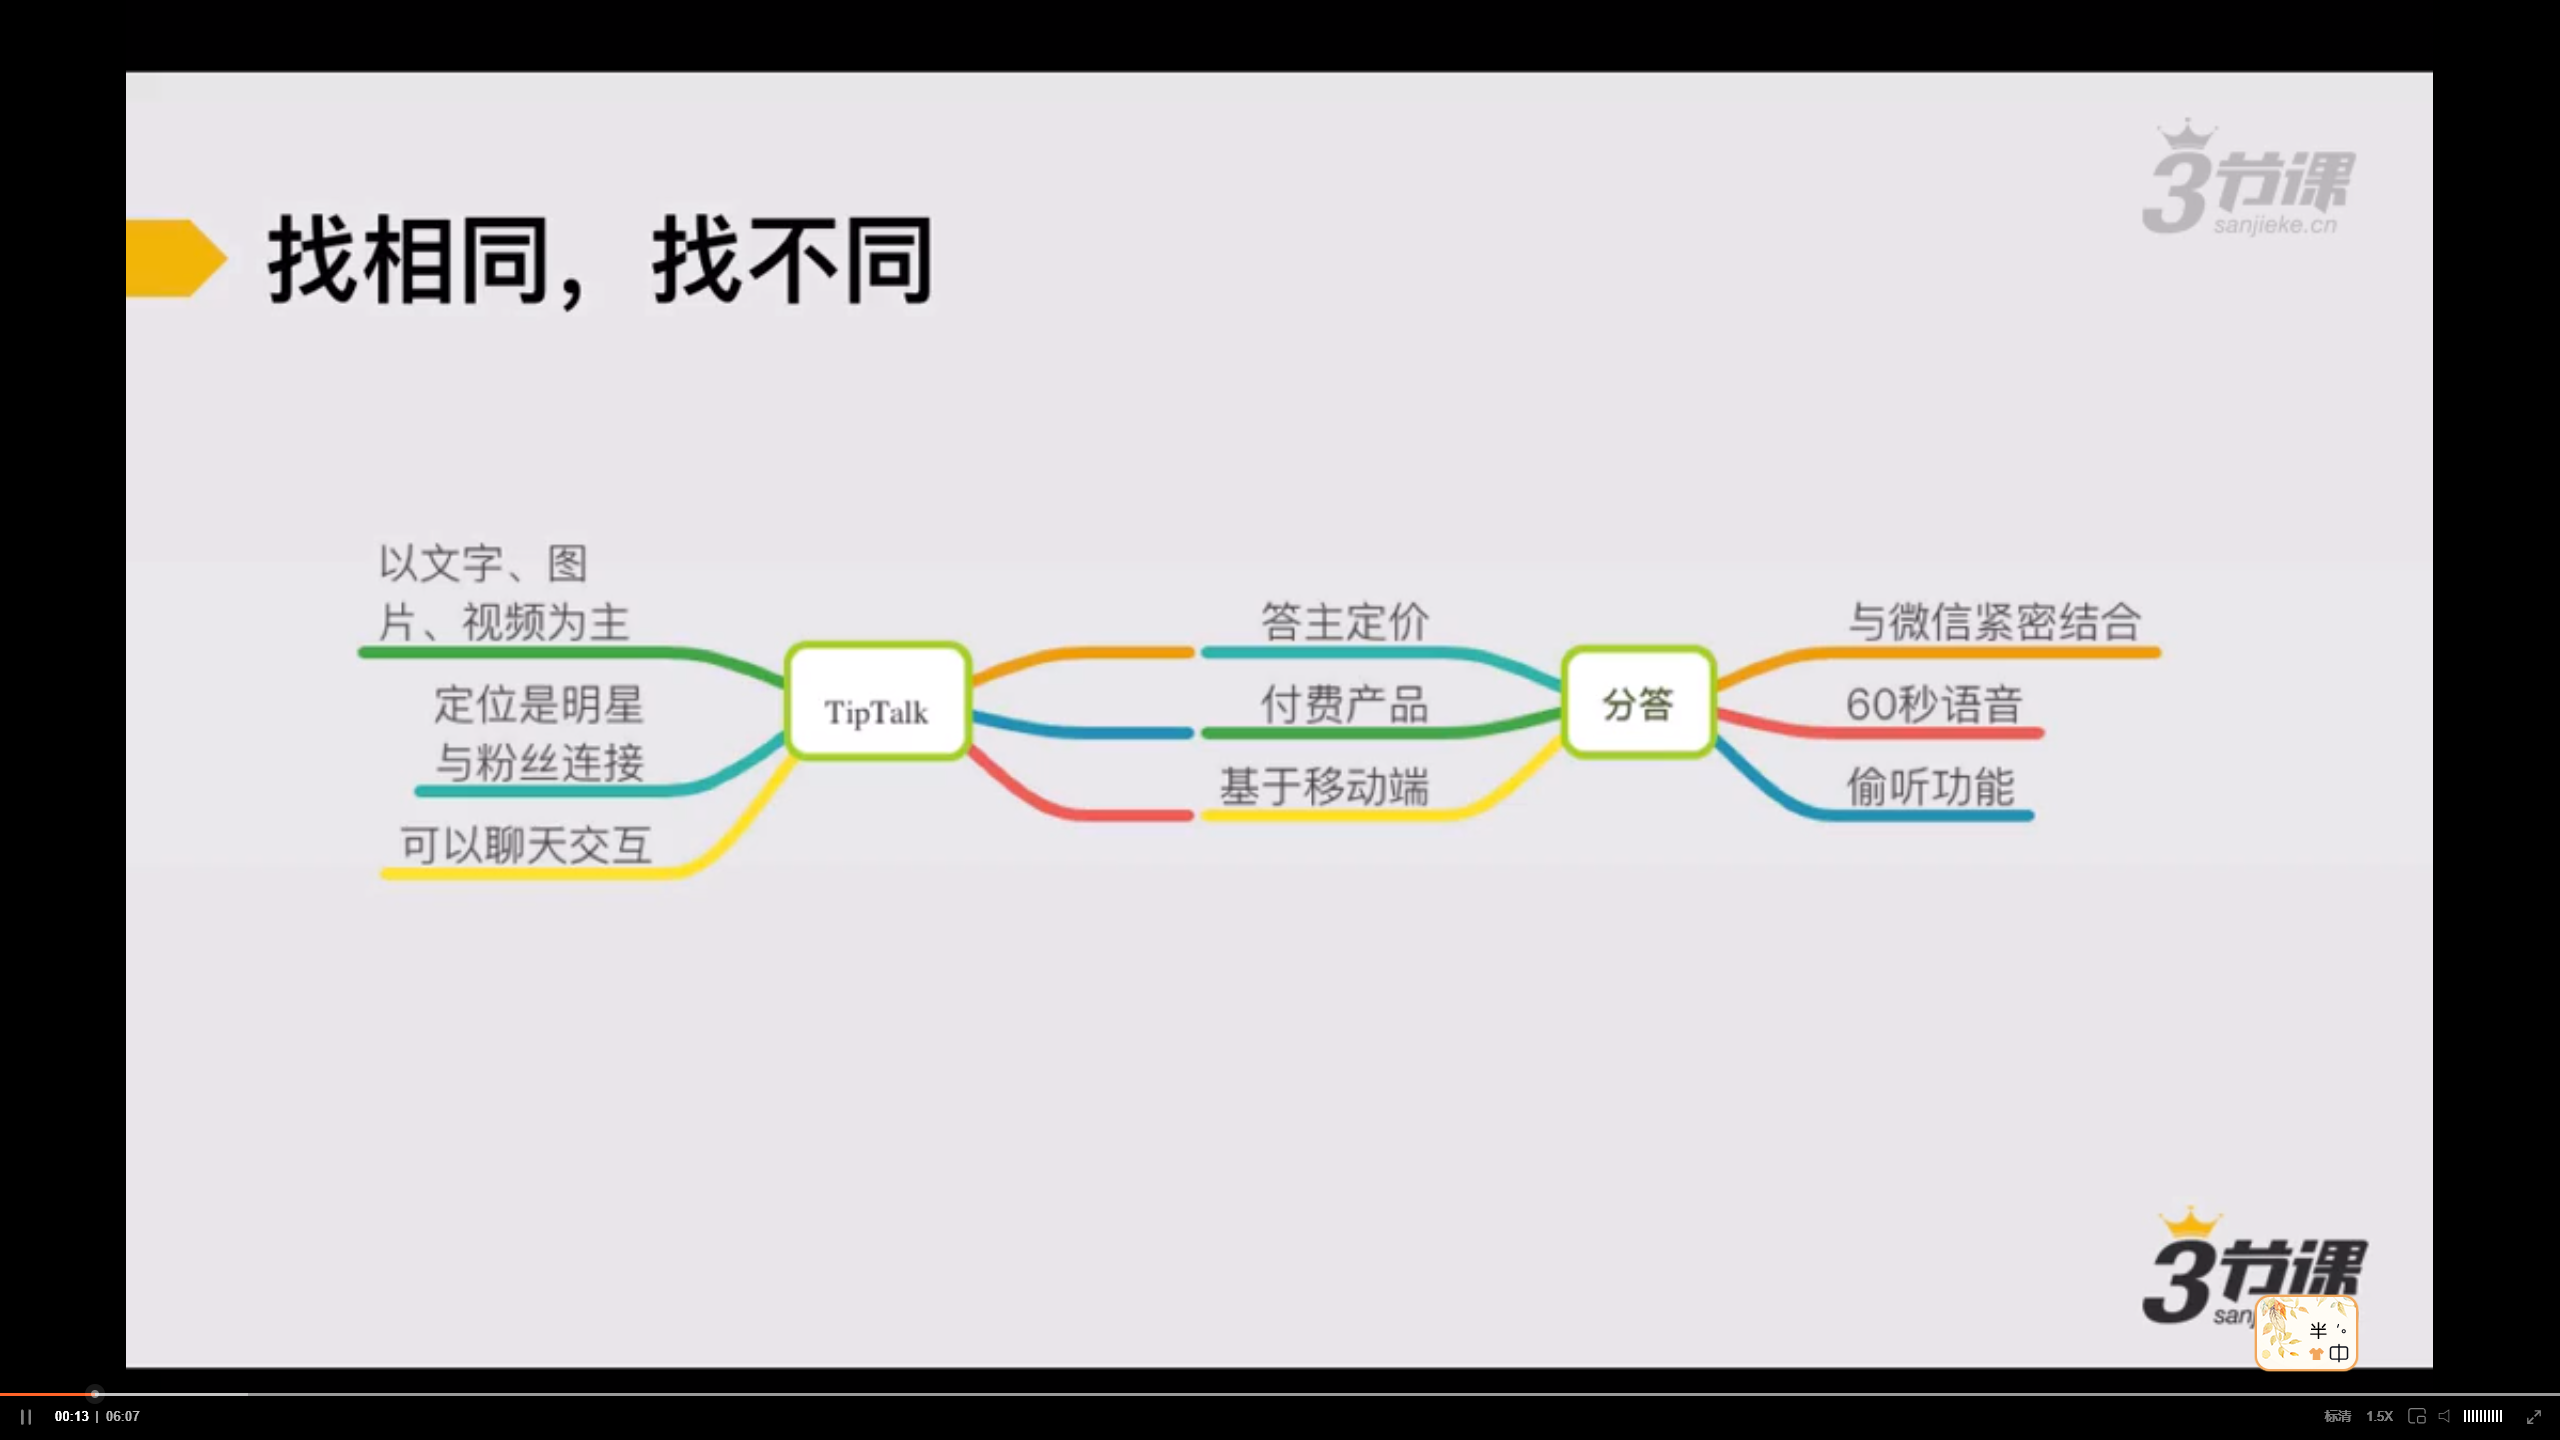 3节课
sanjieke.cn
找相同，找不同
以文字、图
片、视频为主
定位是明星
与粉丝连接
可以聊天交互
TipTalk
答主定价
付费产品
基于移动端
分答
与微信紧密结合
60秒语音
偷听功能
3节课
sanj
半 ’。
中
00:13 | 06:07
标清 1.5X